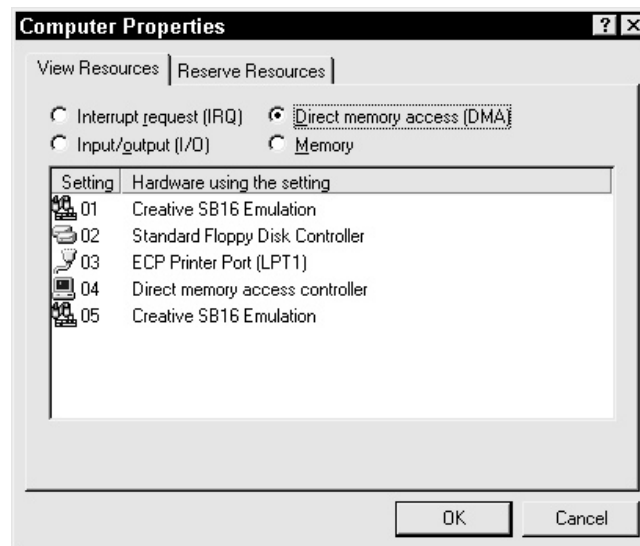 Computer Properties ? X
View Resources Reserve Resources
Interrupt request (IRQ) Direct memory access (DMA)
Input/output (I/O) Memory
Setting Hardware using the setting
01 Creative SB16 Emulation
02 Standard Floppy Disk Controller
03 ECP Printer Port (LPT1)
04 Direct memory access controller
05 Creative SB16 Emulation
OK Cancel